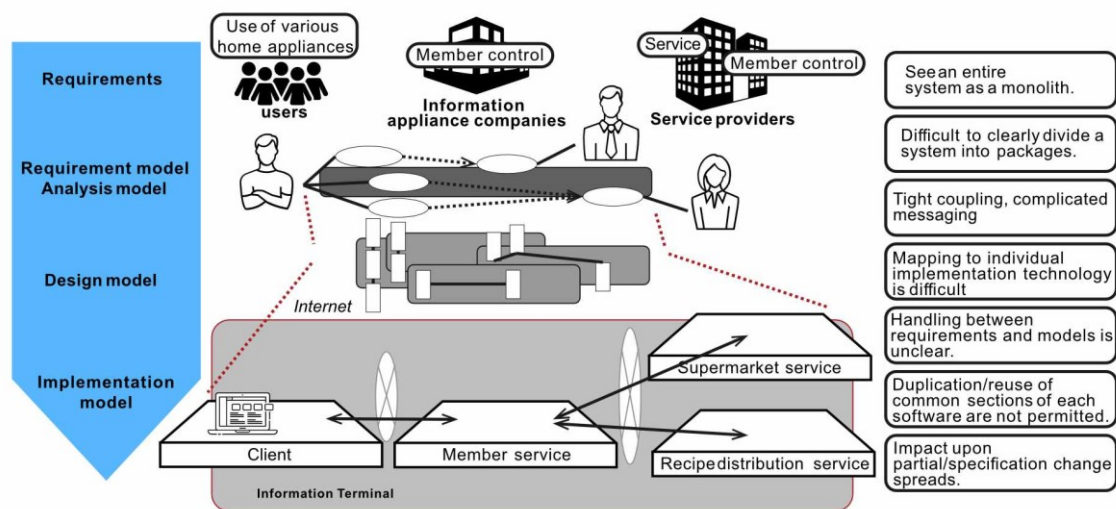 Requirements
Requirement model
Analysis model
Design model
Implementation
model
Use of various
home appliances
users
Member control
Information
appliance companies
Service
Member control
Service providers
Internet
Supermarket service
Client
Member service
Recipe distribution service
Information Terminal
See an entire
system as a monolith.
Difficult to clearly divide a
system into packages.
Tight coupling, complicated
messaging
Mapping to individual
implementation technology
is difficult
Handling between
requirements and models is
unclear.
Duplication/reuse of
common sections of each
software are not permitted.
Impact upon
partial/specification change
spreads.